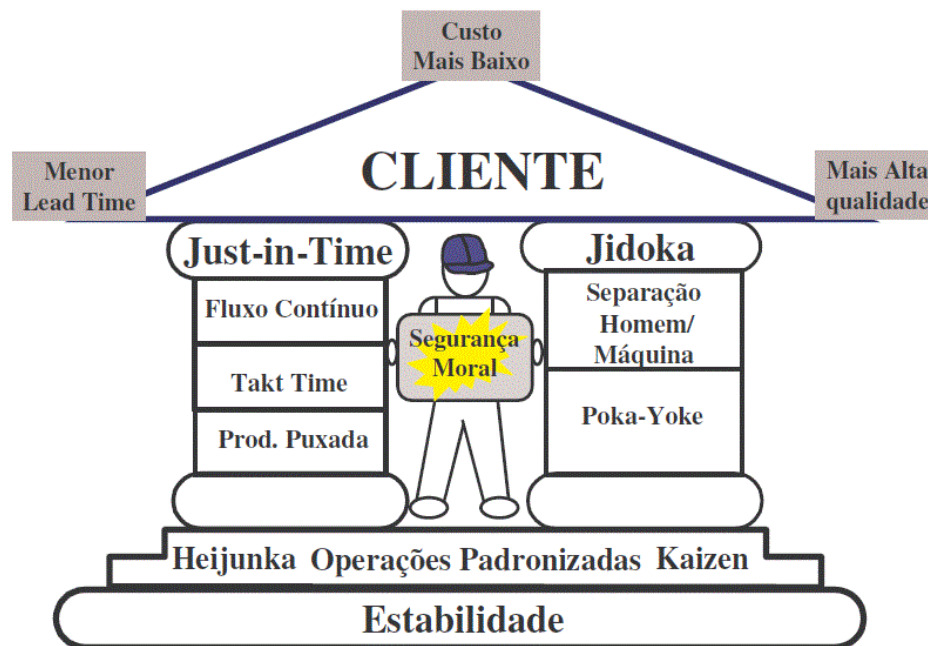 Custo
Mais Baixo
CLIENTE
Menor
Lead Time
Mais Alta
qualidade
Just-in-Time
Fluxo Contínuo
Takt Time
Prod. Puxada
Segurança
Moral
Jidoka
Separação
Homem/
Máquina
Poka-Yoke
Heijunka Operações Padronizadas Kaizen
Estabilidade